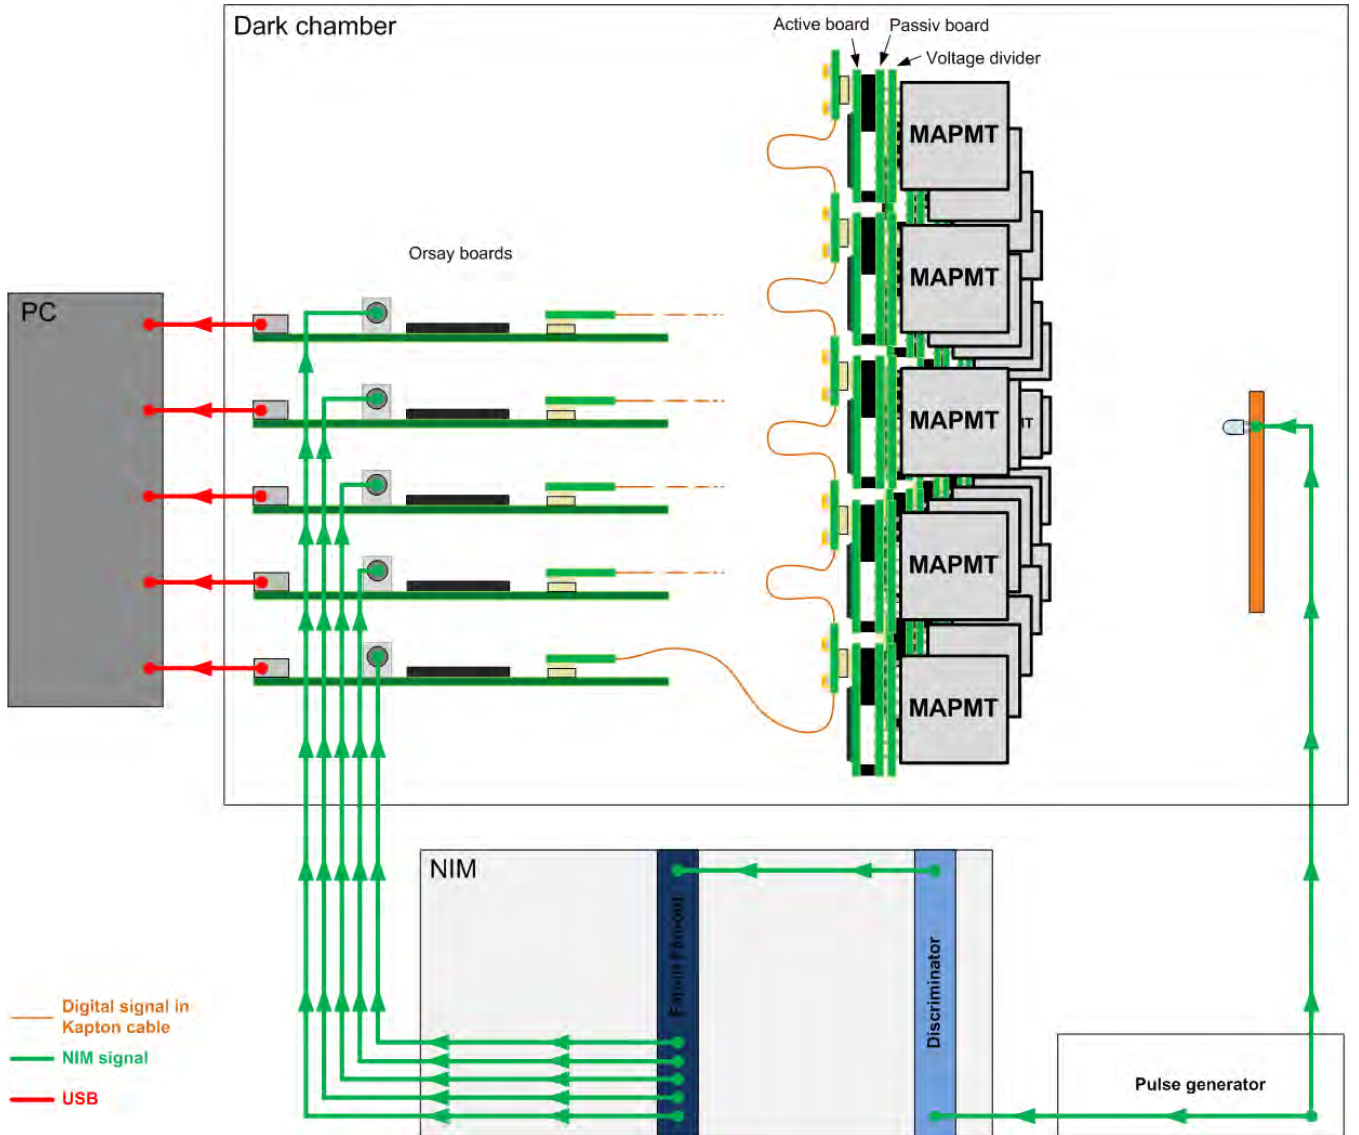 Dark chamber
Active board
Passiv board
Voltage divider
MAPMT
MAPMT
Orsay boards
PC
MAPMT
MAPMT
MAPMT
NIM
Discriminator
Pulse generator
Digital signal in
Kapton cable
NIM signal
USB